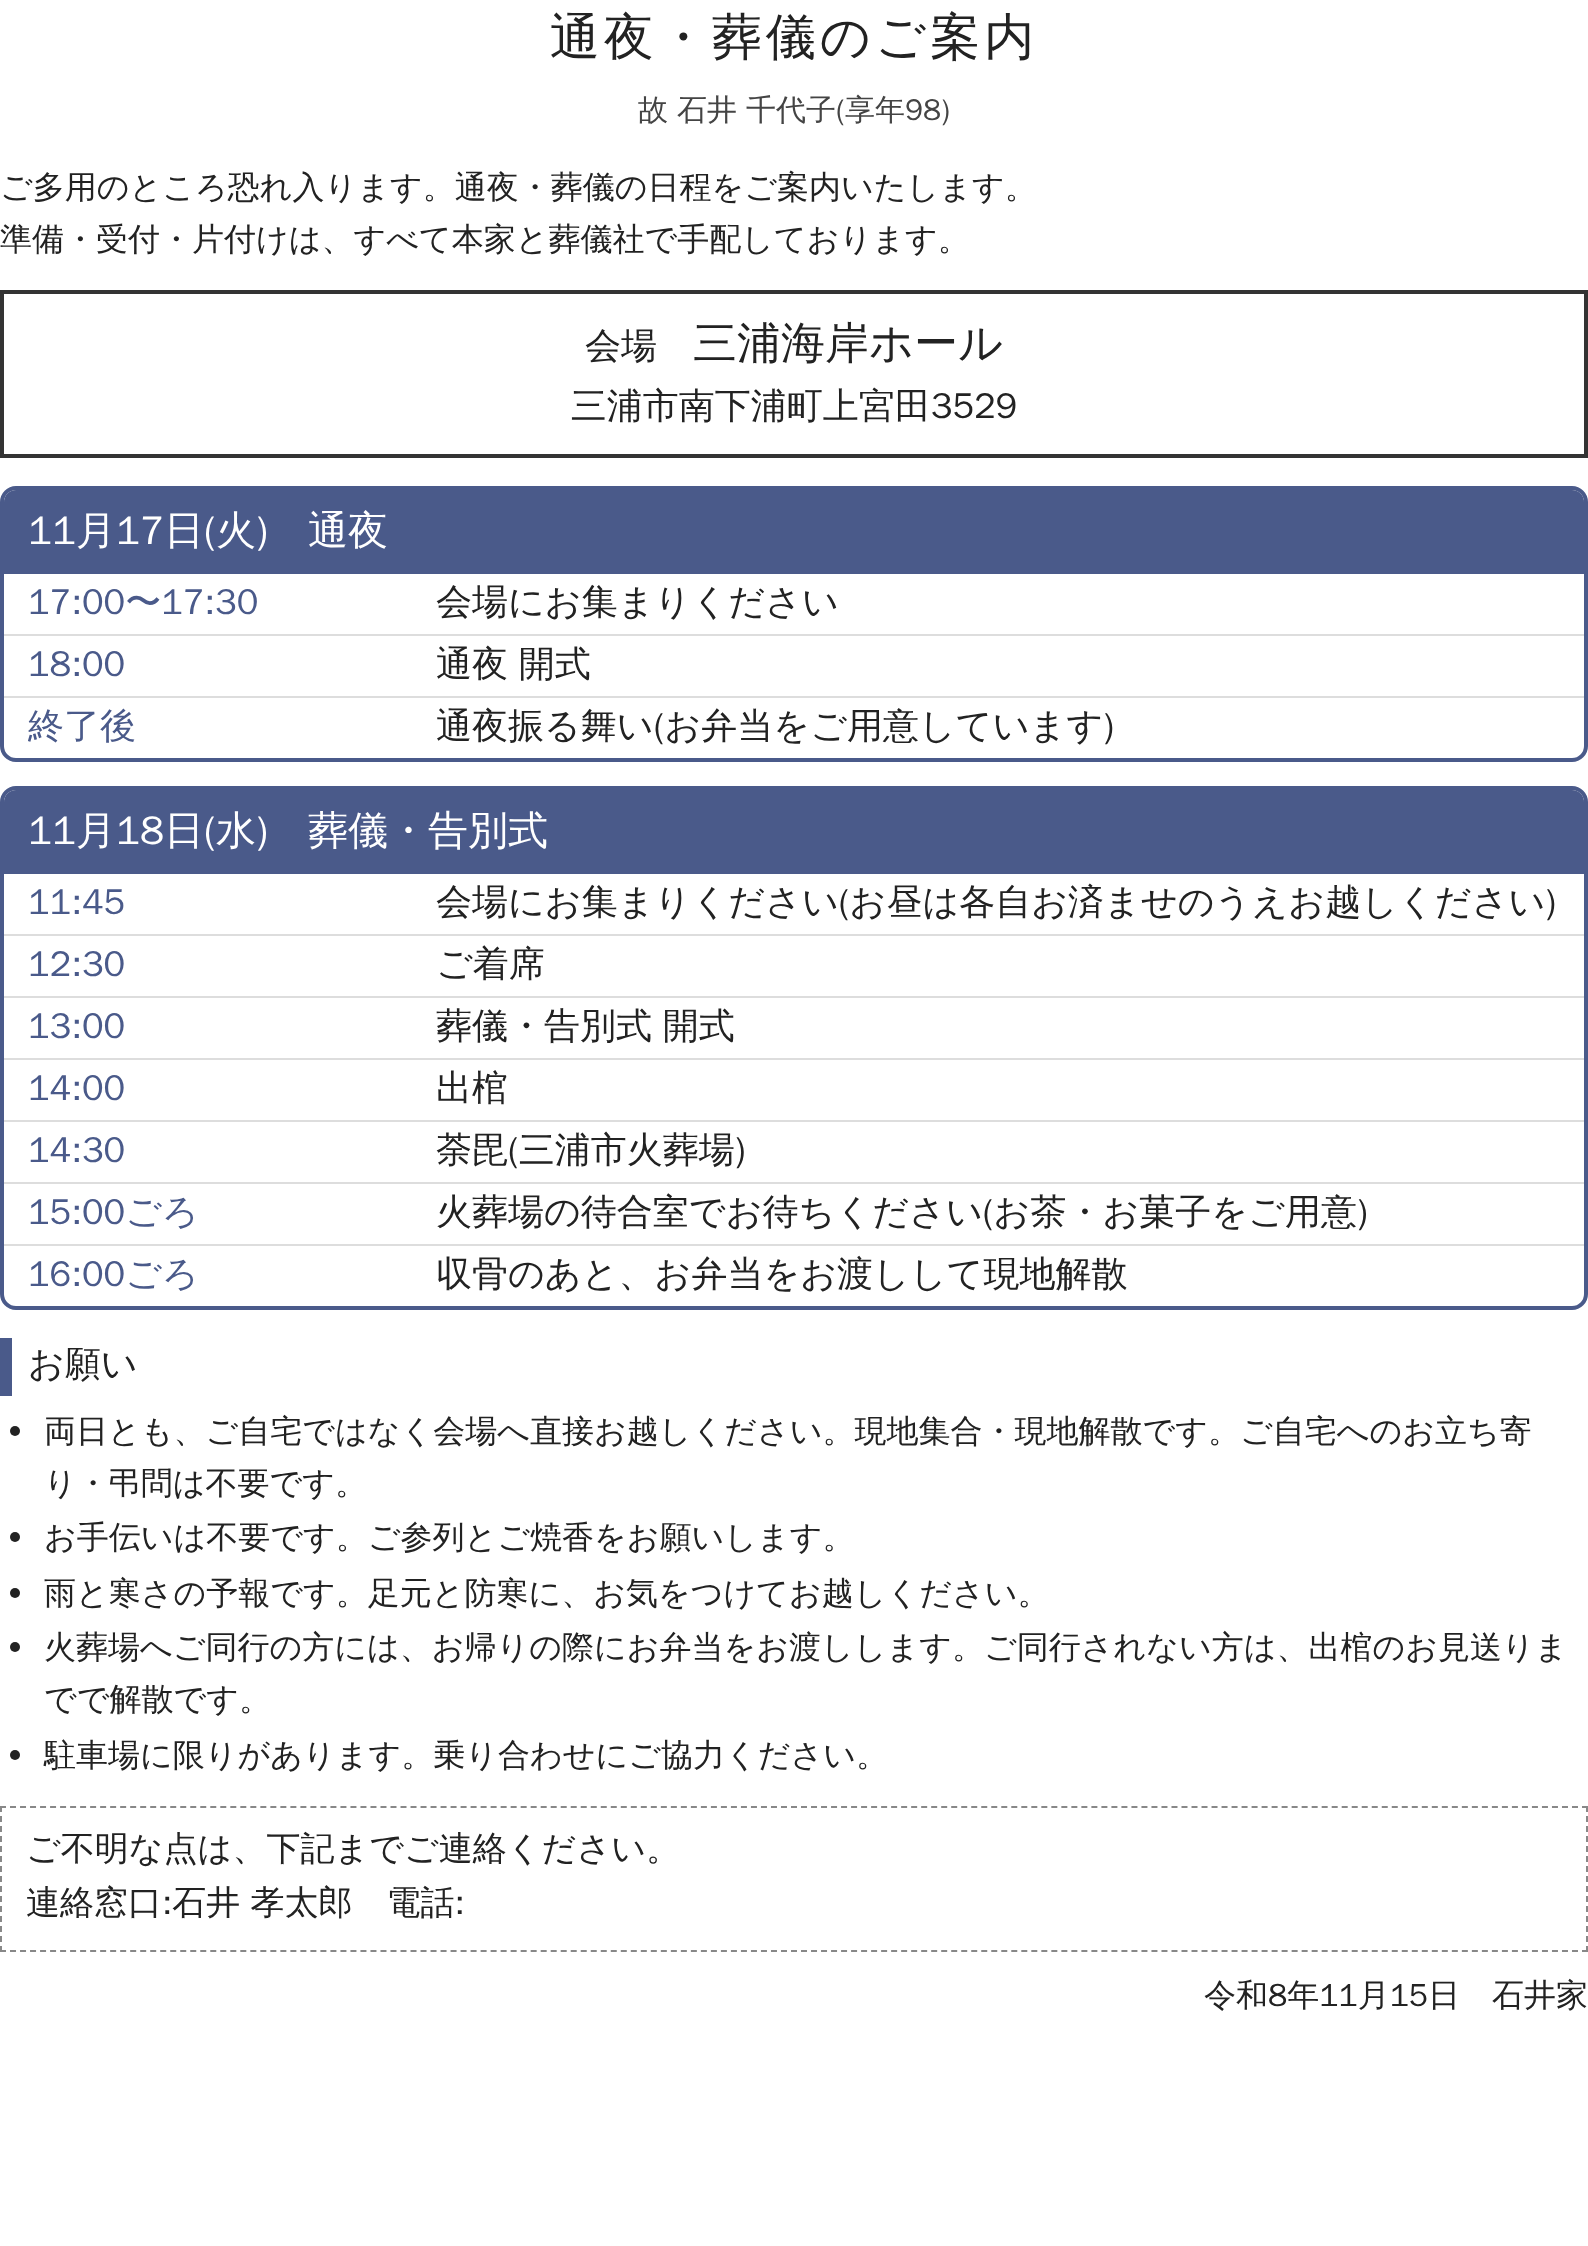 通夜・葬儀のご案内
故 石井 千代子(享年98)
ご多用のところ恐れ入ります。通夜・葬儀の日程をご案内いたします。
準備・受付・片付けは、すべて本家と葬儀社で手配しております。
会場　三浦海岸ホール
三浦市南下浦町上宮田3529
11月17日(火)　通夜
17:00〜17:30　会場にお集まりください
18:00　通夜 開式
終了後　通夜振る舞い(お弁当をご用意しています)
11月18日(水)　葬儀・告別式
11:45　会場にお集まりください(お昼は各自お済ませのうえお越しください)
12:30　ご着席
13:00　葬儀・告別式 開式
14:00　出棺
14:30　荼毘(三浦市火葬場)
15:00ごろ　火葬場の待合室でお待ちください(お茶・お菓子をご用意)
16:00ごろ　収骨のあと、お弁当をお渡しして現地解散
お願い
• 両日とも、ご自宅ではなく会場へ直接お越しください。現地集合・現地解散です。ご自宅へのお立ち寄
り・弔問は不要です。
• お手伝いは不要です。ご参列とご焼香をお願いします。
• 雨と寒さの予報です。足元と防寒に、お気をつけてお越しください。
• 火葬場へご同行の方には、お帰りの際にお弁当をお渡しします。ご同行されない方は、出棺のお見送りま
でで解散です。
• 駐車場に限りがあります。乗り合わせにご協力ください。
ご不明な点は、下記までご連絡ください。
連絡窓口:石井 孝太郎　電話:
令和8年11月15日　石井家